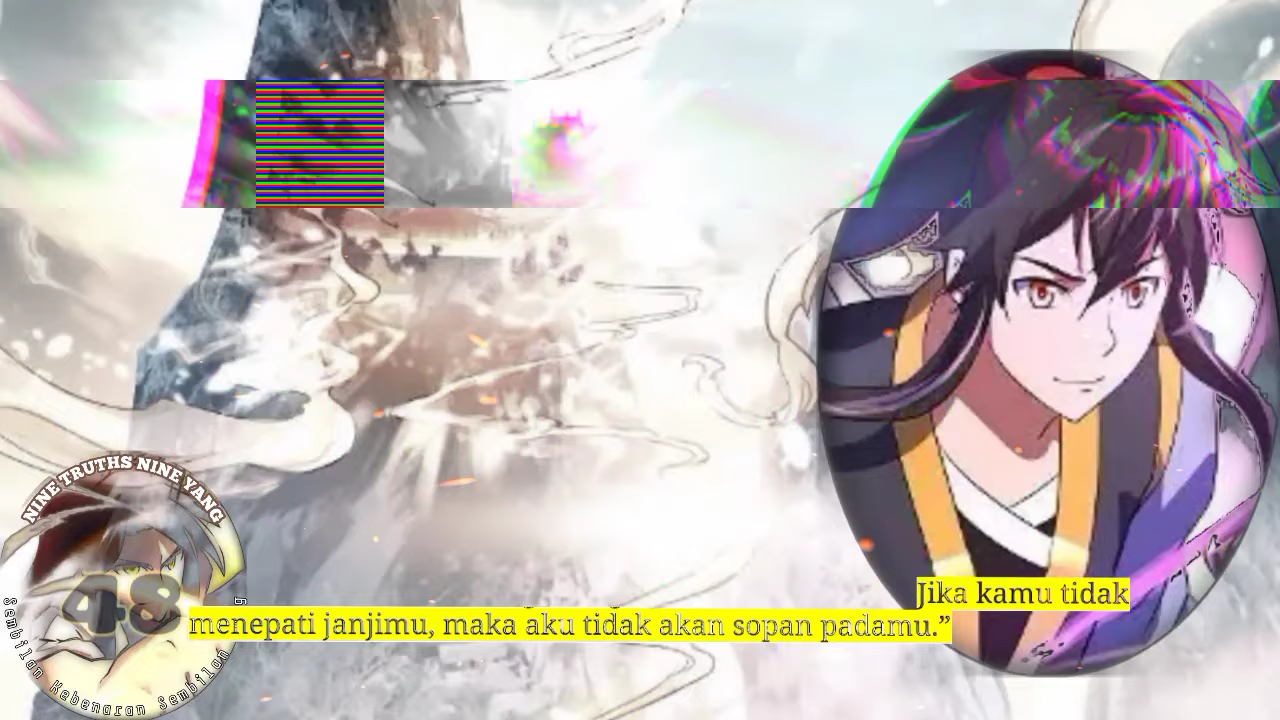 NINE TRUTHS NINE YANG
48
Sembilan Kebenaran Sembilan
Jika kamu tidak
menepati janjimu, maka aku tidak akan sopan padamu.”